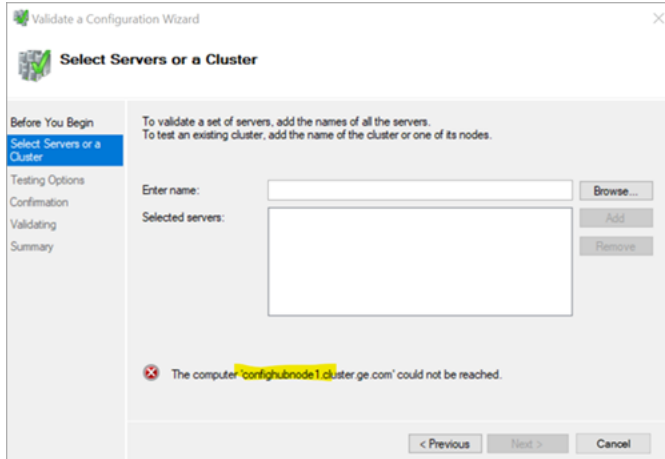 Validate a Configuration Wizard
Select Servers or a Cluster
Before You Begin
Select Servers or a
Cluster
Testing Options
Confirmation
Validating
Summary
To validate a set of servers, add the names of all the servers.
To test an existing cluster, add the name of the cluster or one of its nodes.
Enter name:
Browse...
Selected servers:
Add
Remove
The computer 'confighubnode1.cluster.ge.com' could not be reached.
< Previous
Next >
Cancel